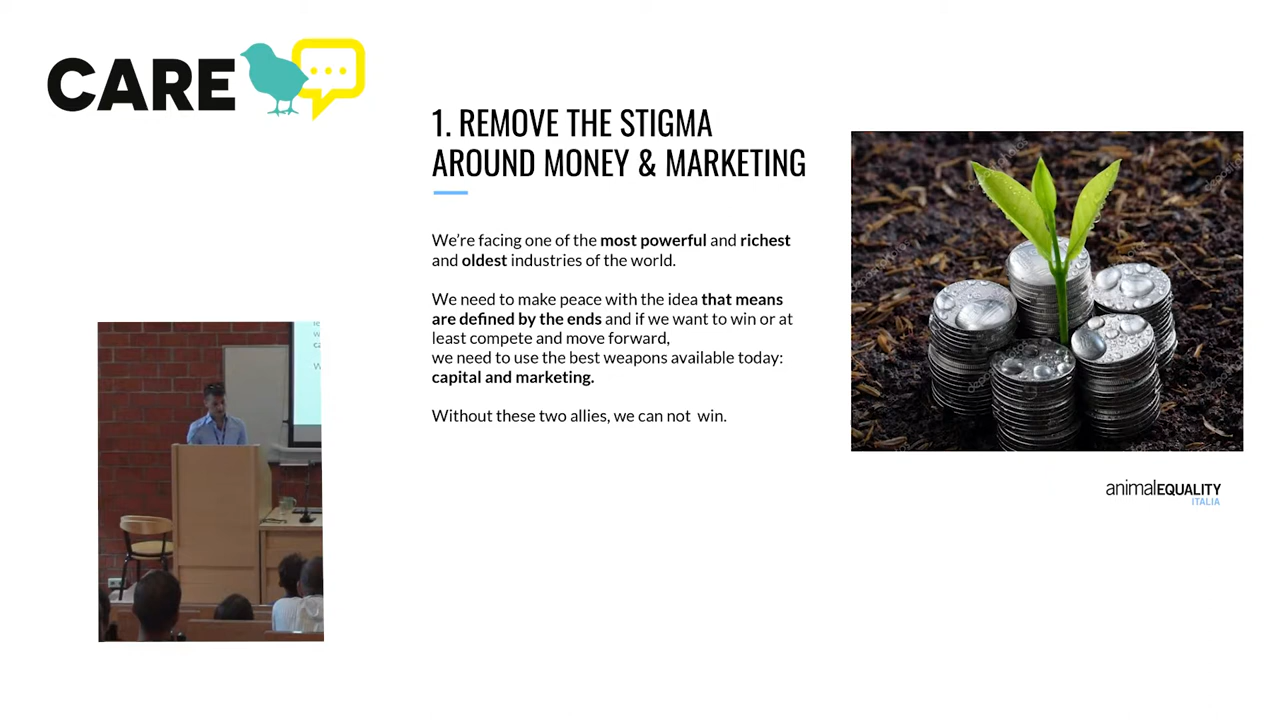 CARE
1. REMOVE THE STIGMA
AROUND MONEY & MARKETING
We're facing one of the most powerful and richest
and oldest industries of the world.
We need to make peace with the idea that means
are defined by the ends and if we want to win or at
least compete and move forward,
we need to use the best weapons available today:
capital and marketing.
Without these two allies, we can not win.
animalEQUALITY
ITALIA